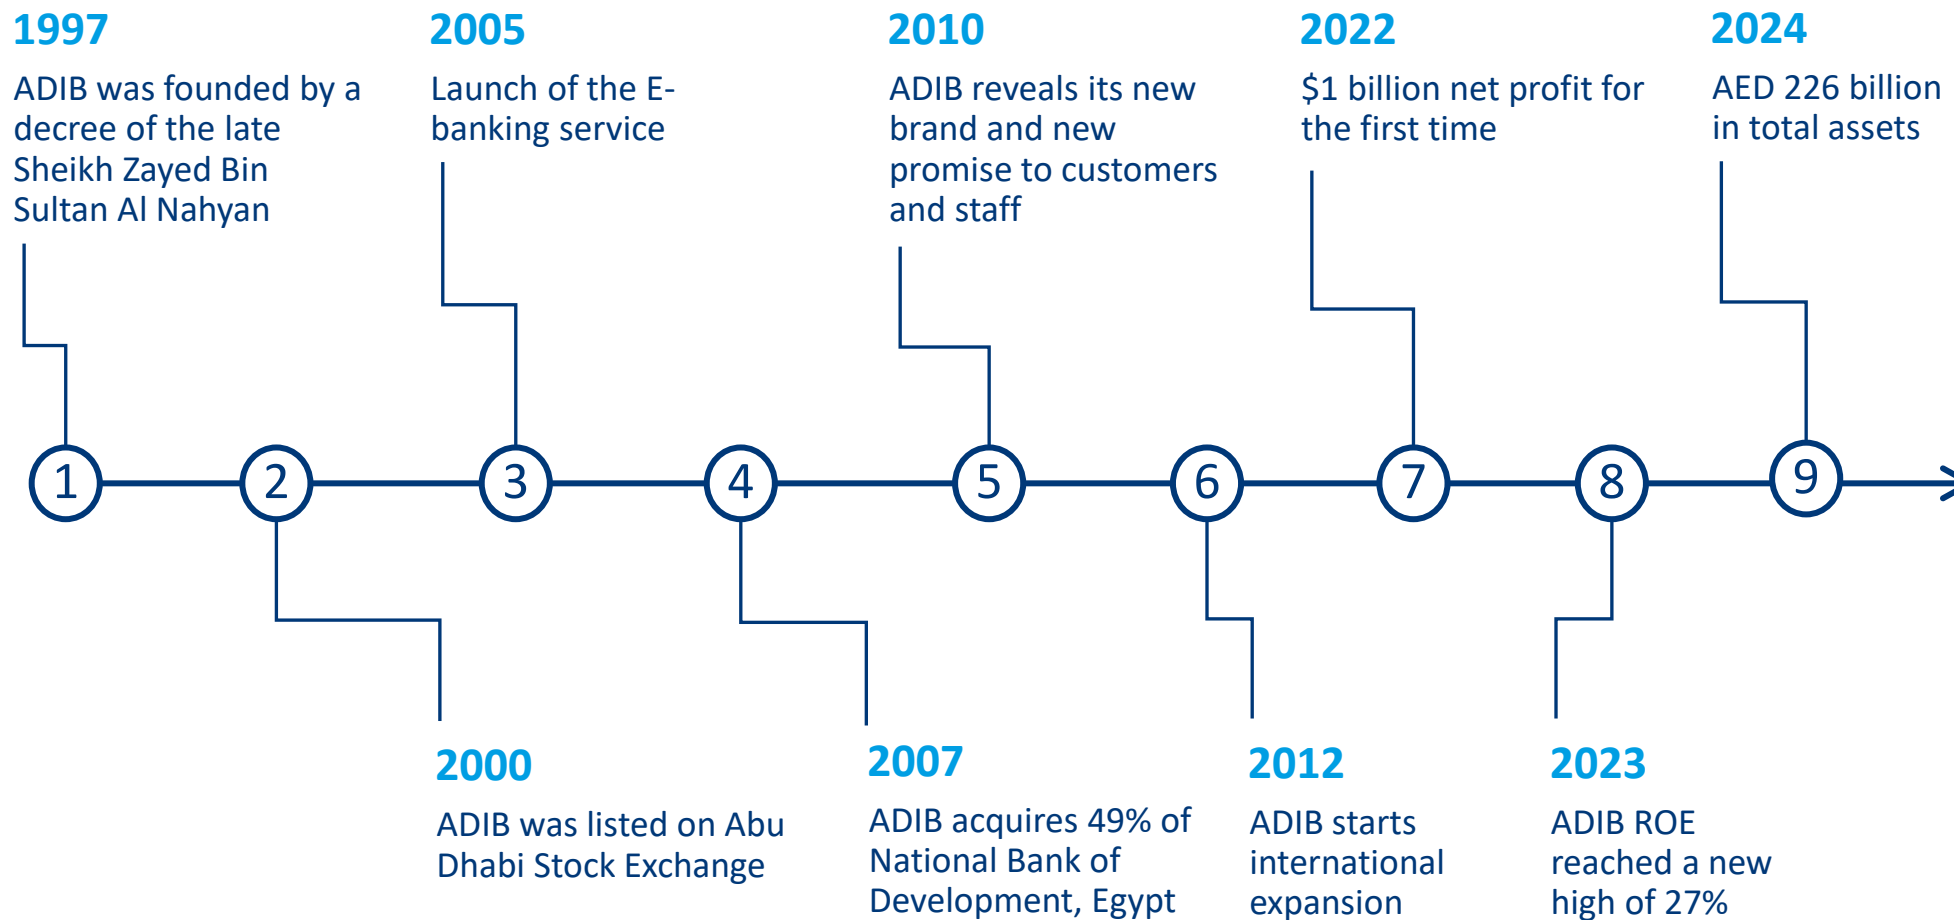 1997
ADIB was founded by a
decree of the late
Sheikh Zayed Bin
Sultan Al Nahyan
2005
Launch of the E-
banking service
2010
ADIB reveals its new
brand and new
promise to customers
and staff
2022
$1 billion net profit for
the first time
2024
AED 226 billion
in total assets
1
2
3
4
5
6
7
8
9
2000
ADIB was listed on Abu
Dhabi Stock Exchange
2007
ADIB acquires 49% of
National Bank of
Development, Egypt
2012
ADIB starts
international
expansion
2023
ADIB ROE
reached a new
high of 27%